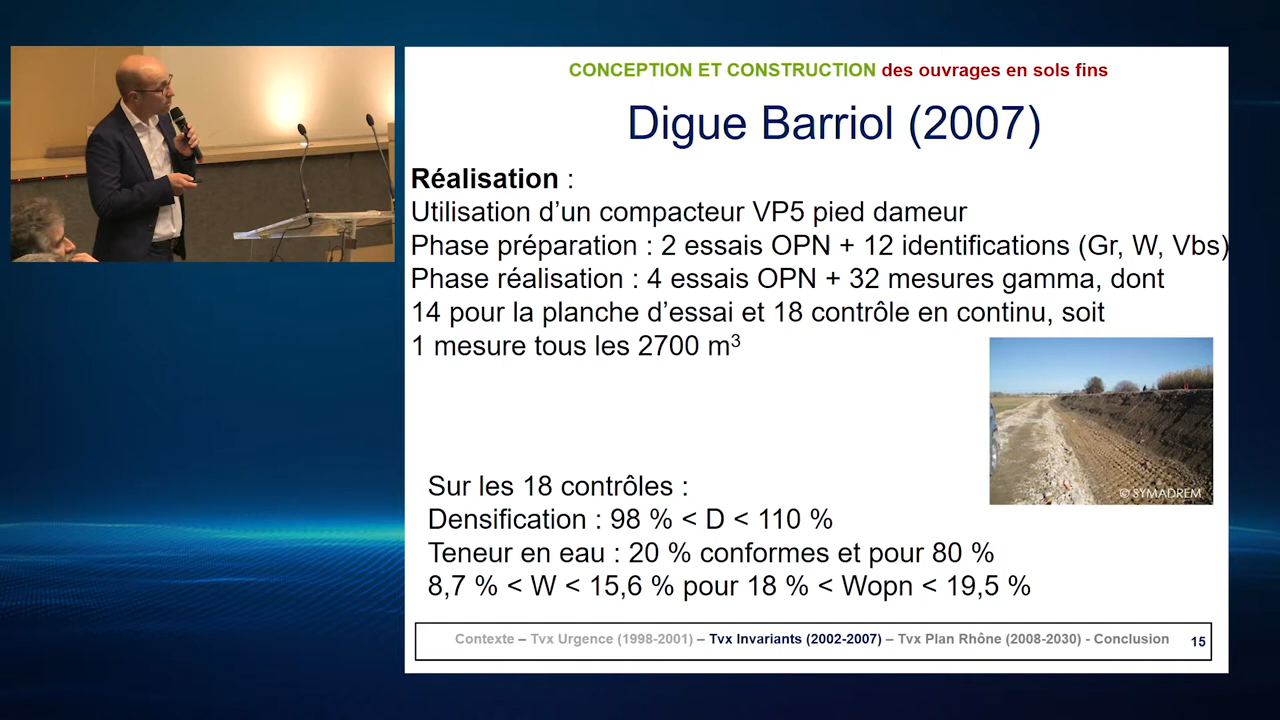 CONCEPTION ET CONSTRUCTION des ouvrages en sols fins
Digue Barriol (2007)
Réalisation :
Utilisation d’un compacteur VP5 pied dameur
Phase préparation : 2 essais OPN + 12 identifications (Gr, W, Vbs)
Phase réalisation : 4 essais OPN + 32 mesures gamma, dont
14 pour la planche d’essai et 18 contrôle en continu, soit
1 mesure tous les 2700 m³
© SYMADREM
Sur les 18 contrôles :
Densification : 98 % < D < 110 %
Teneur en eau : 20 % conformes et pour 80 %
8,7 % < W < 15,6 % pour 18 % < Wopn < 19,5 %
Contexte – Tvx Urgence (1998-2001) – Tvx Invariants (2002-2007) – Tvx Plan Rhône (2008-2030) - Conclusion 15